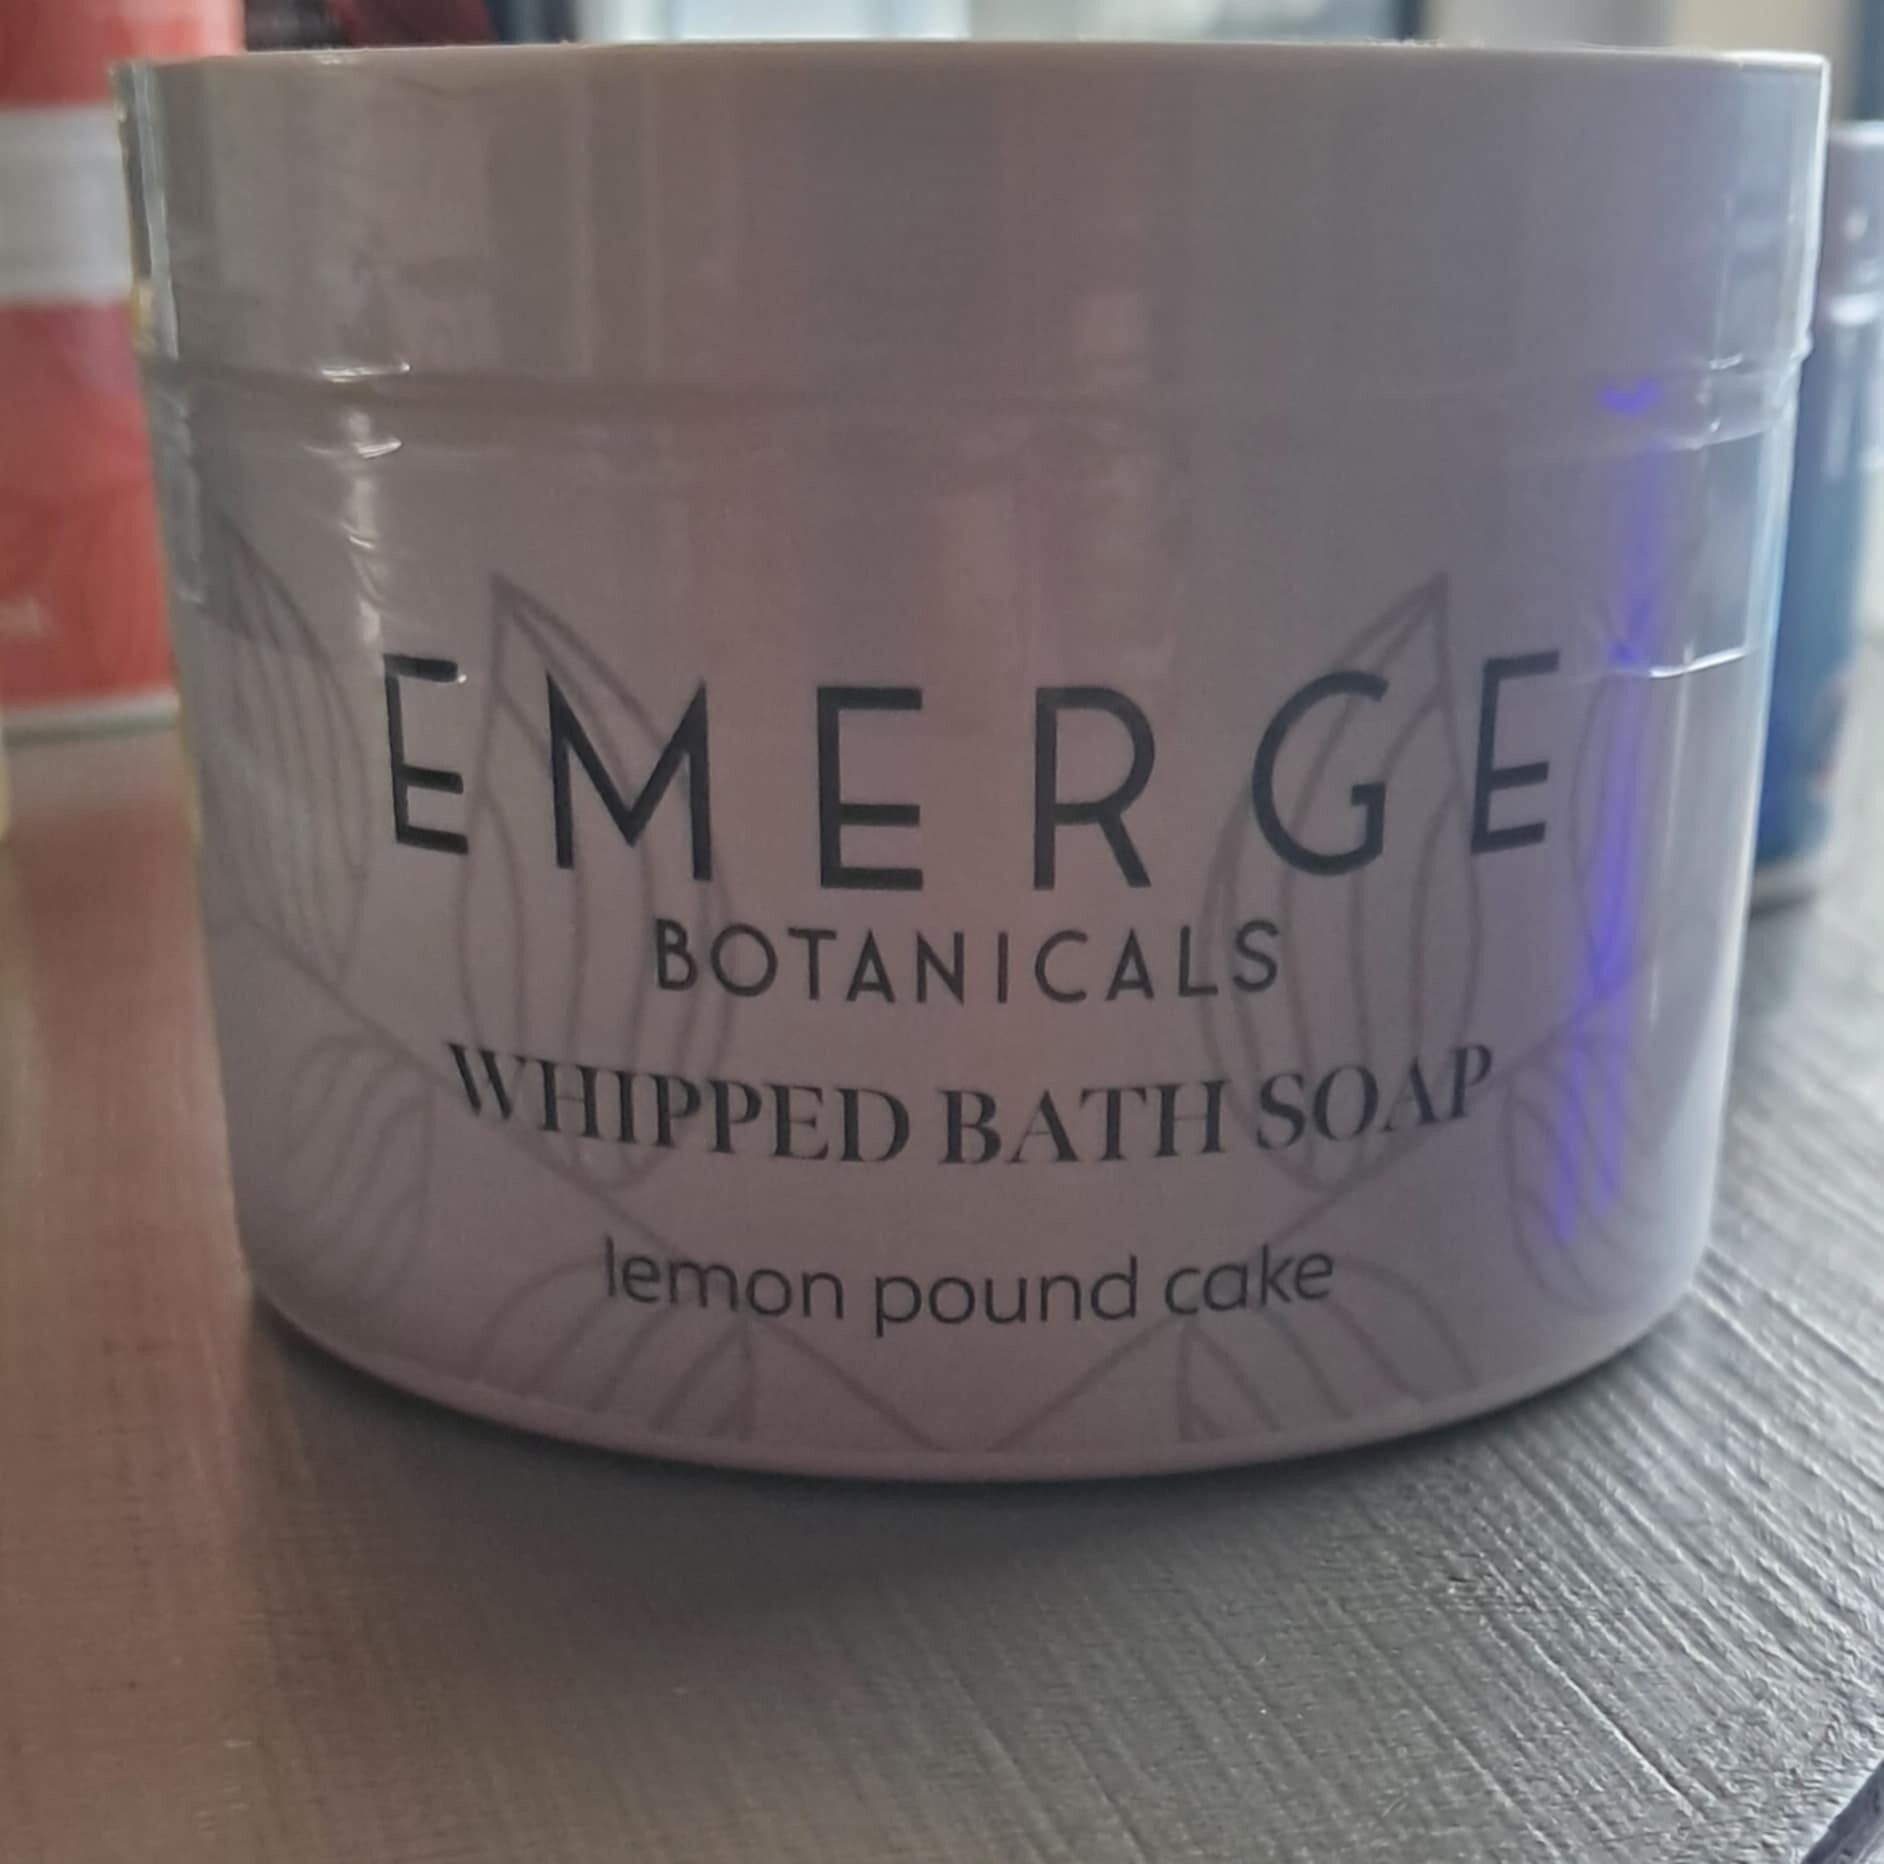 EMERGE
BOTANICALS
WHIPPED BATH SOAP
lemon pound cake